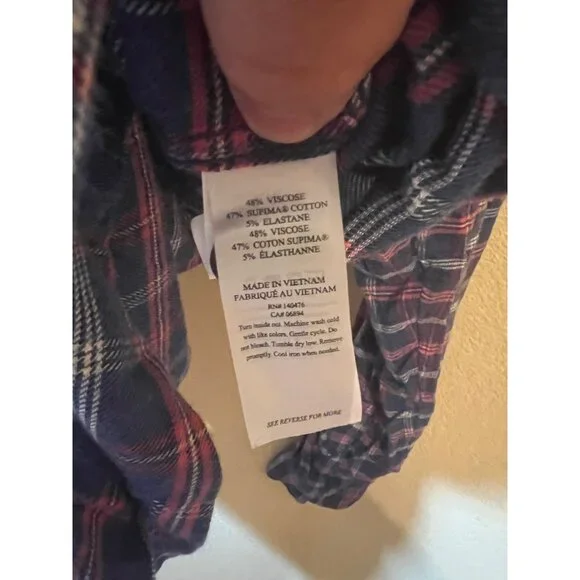 48% VISCOSE
47% SUPIMA® COTTON
5% ELASTANE
48% VISCOSE
47% COTON SUPIMA®
5% ÉLASTHANNE
MADE IN VIETNAM
FABRIQUÉ AU VIETNAM
RN# 140476
CA# 06894
Turn inside out. Machine wash cold
with like colors. Gentle cycle. Do
not bleach. Tumble dry low. Remove
promptly. Cool iron when needed.
SEE REVERSE FOR MORE